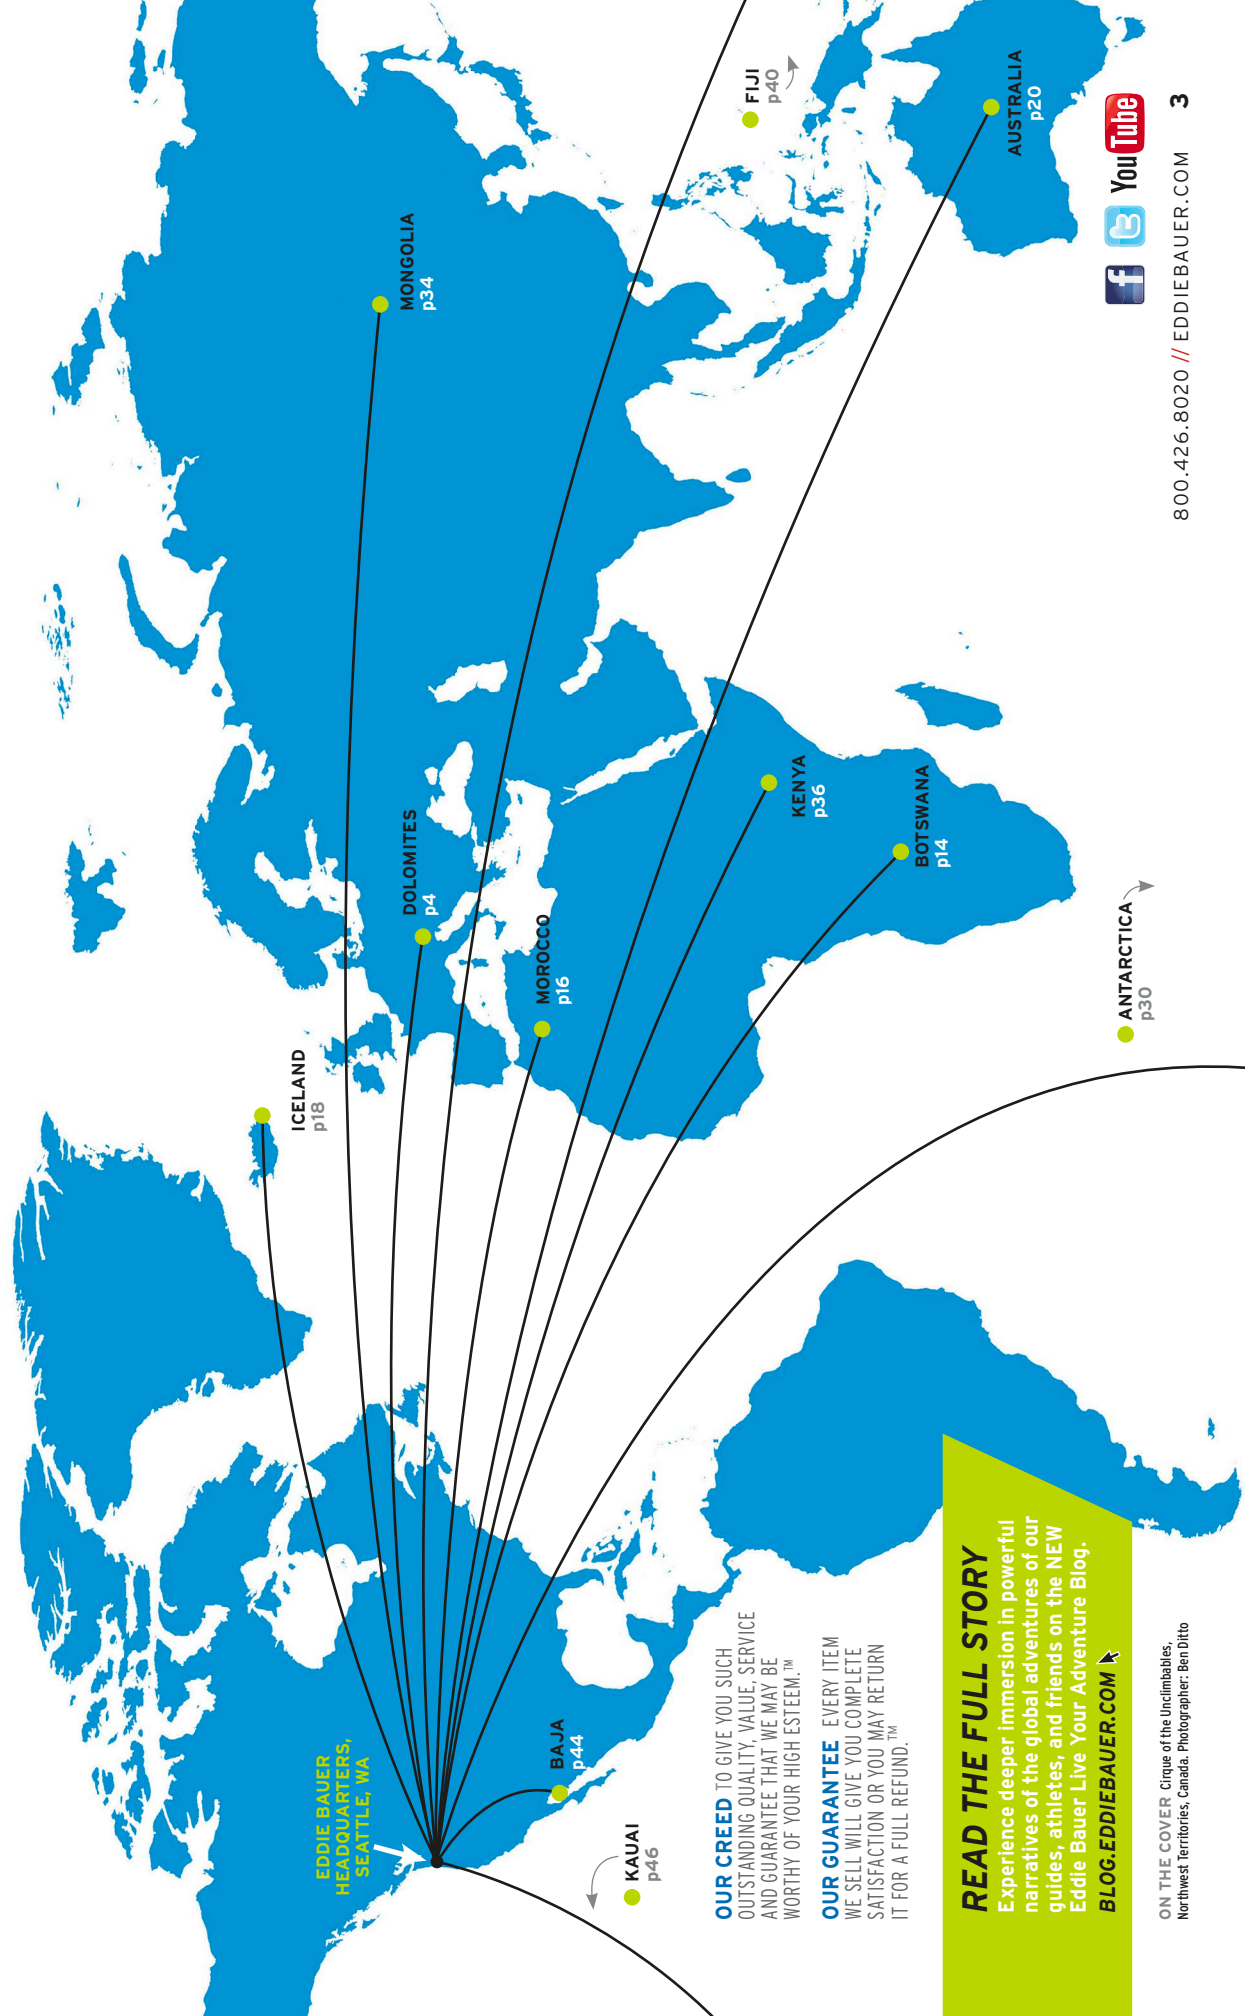 EDDIE BAUER
HEADQUARTERS,
SEATTLE, WA
ICELAND
p18
MONGOLIA
p34
DOLOMITES
p4
MOROCCO
p16
FIJI
p40
KENYA
p36
BOTSWANA
p14
AUSTRALIA
p20
BAJA
p44
KAUAI
p46
ANTARCTICA
p30
OUR CREED TO GIVE YOU SUCH
OUTSTANDING QUALITY, VALUE, SERVICE
AND GUARANTEE THAT WE MAY BE
WORTHY OF YOUR HIGH ESTEEM.™
OUR GUARANTEE EVERY ITEM
WE SELL WILL GIVE YOU COMPLETE
SATISFACTION OR YOU MAY RETURN
IT FOR A FULL REFUND.™
READ THE FULL STORY
Experience deeper immersion in powerful
narratives of the global adventures of our
guides, athletes, and friends on the NEW
Eddie Bauer Live Your Adventure Blog.
BLOG.EDDIEBAUER.COM
ON THE COVER Cirque of the Unclimbables,
Northwest Territories, Canada. Photographer: Ben Ditto
f t YouTube
800.426.8020 // EDDIEBAUER.COM 3